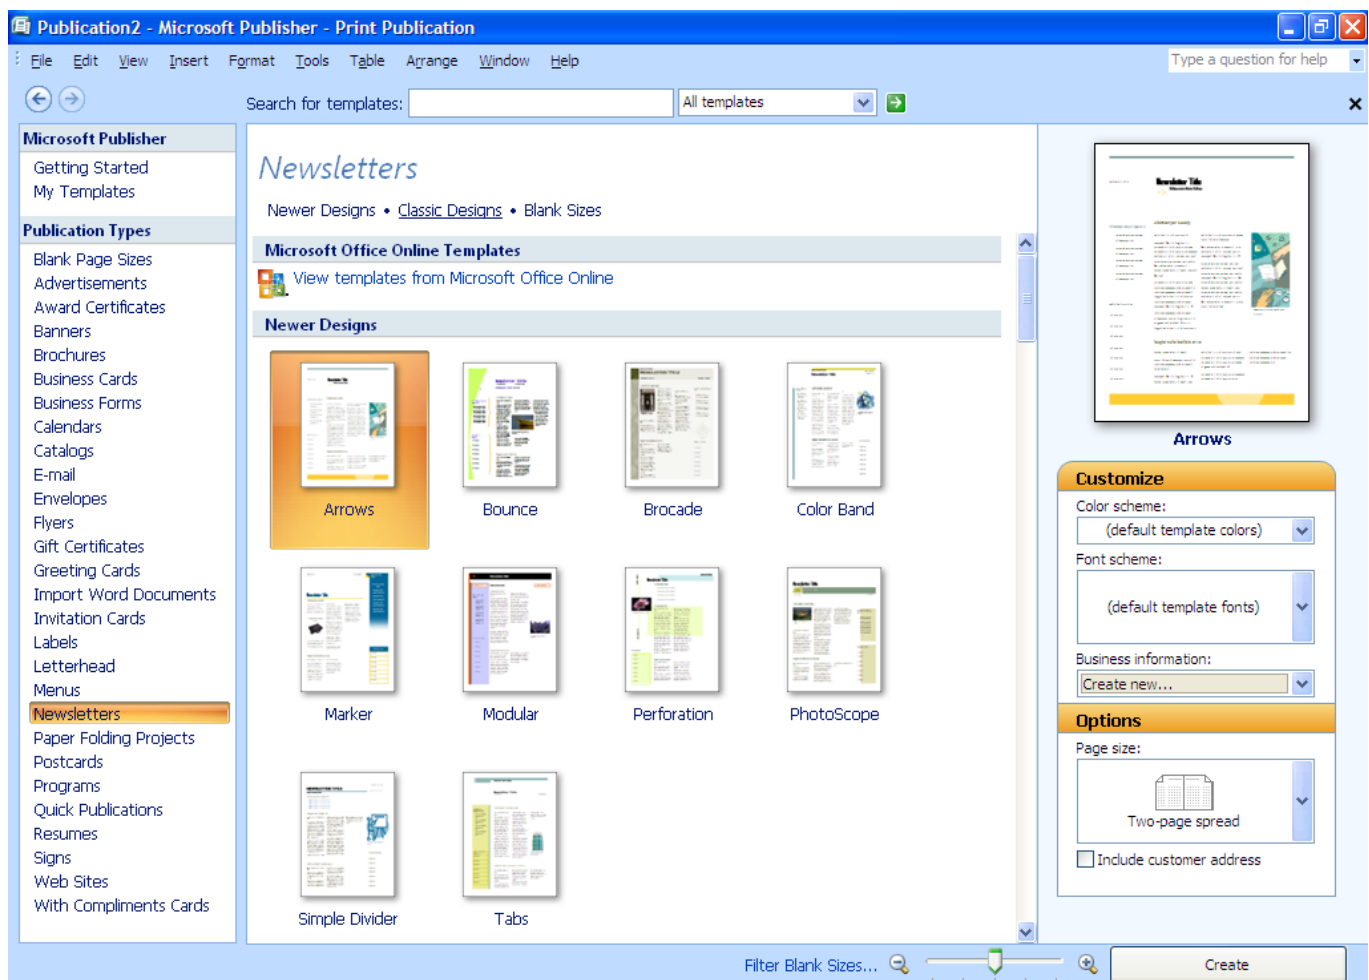 Publication2 - Microsoft Publisher - Print Publication
File Edit View Insert Format Tools Table Arrange Window Help
Type a question for help
Search for templates:
All templates
Microsoft Publisher
Getting Started
My Templates
Publication Types
Blank Page Sizes
Advertisements
Award Certificates
Banners
Brochures
Business Cards
Business Forms
Calendars
Catalogs
E-mail
Envelopes
Flyers
Gift Certificates
Greeting Cards
Import Word Documents
Invitation Cards
Labels
Letterhead
Menus
Newsletters
Paper Folding Projects
Postcards
Programs
Quick Publications
Resumes
Signs
Web Sites
With Compliments Cards
Newsletters
Newer Designs • Classic Designs • Blank Sizes
Microsoft Office Online Templates
View templates from Microsoft Office Online
Newer Designs
Arrows
Bounce
Brocade
Color Band
Marker
Modular
Perforation
PhotoScope
Simple Divider
Tabs
Newsletter Title
Arrows
Customize
Color scheme:
(default template colors)
Font scheme:
(default template fonts)
Business information:
Create new...
Options
Page size:
Two-page spread
Include customer address
Filter Blank Sizes...
Create